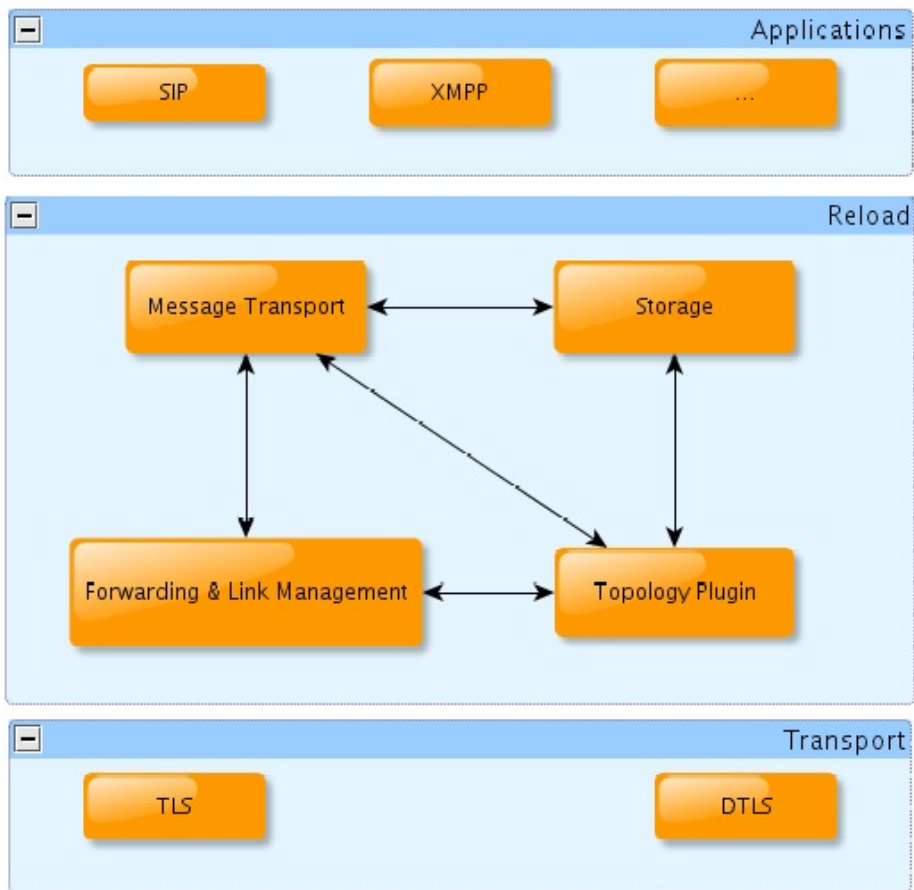 Applications
SIP
XMPP
...
Reload
Message Transport
Storage
Forwarding & Link Management
Topology Plugin
Transport
TLS
DTLS